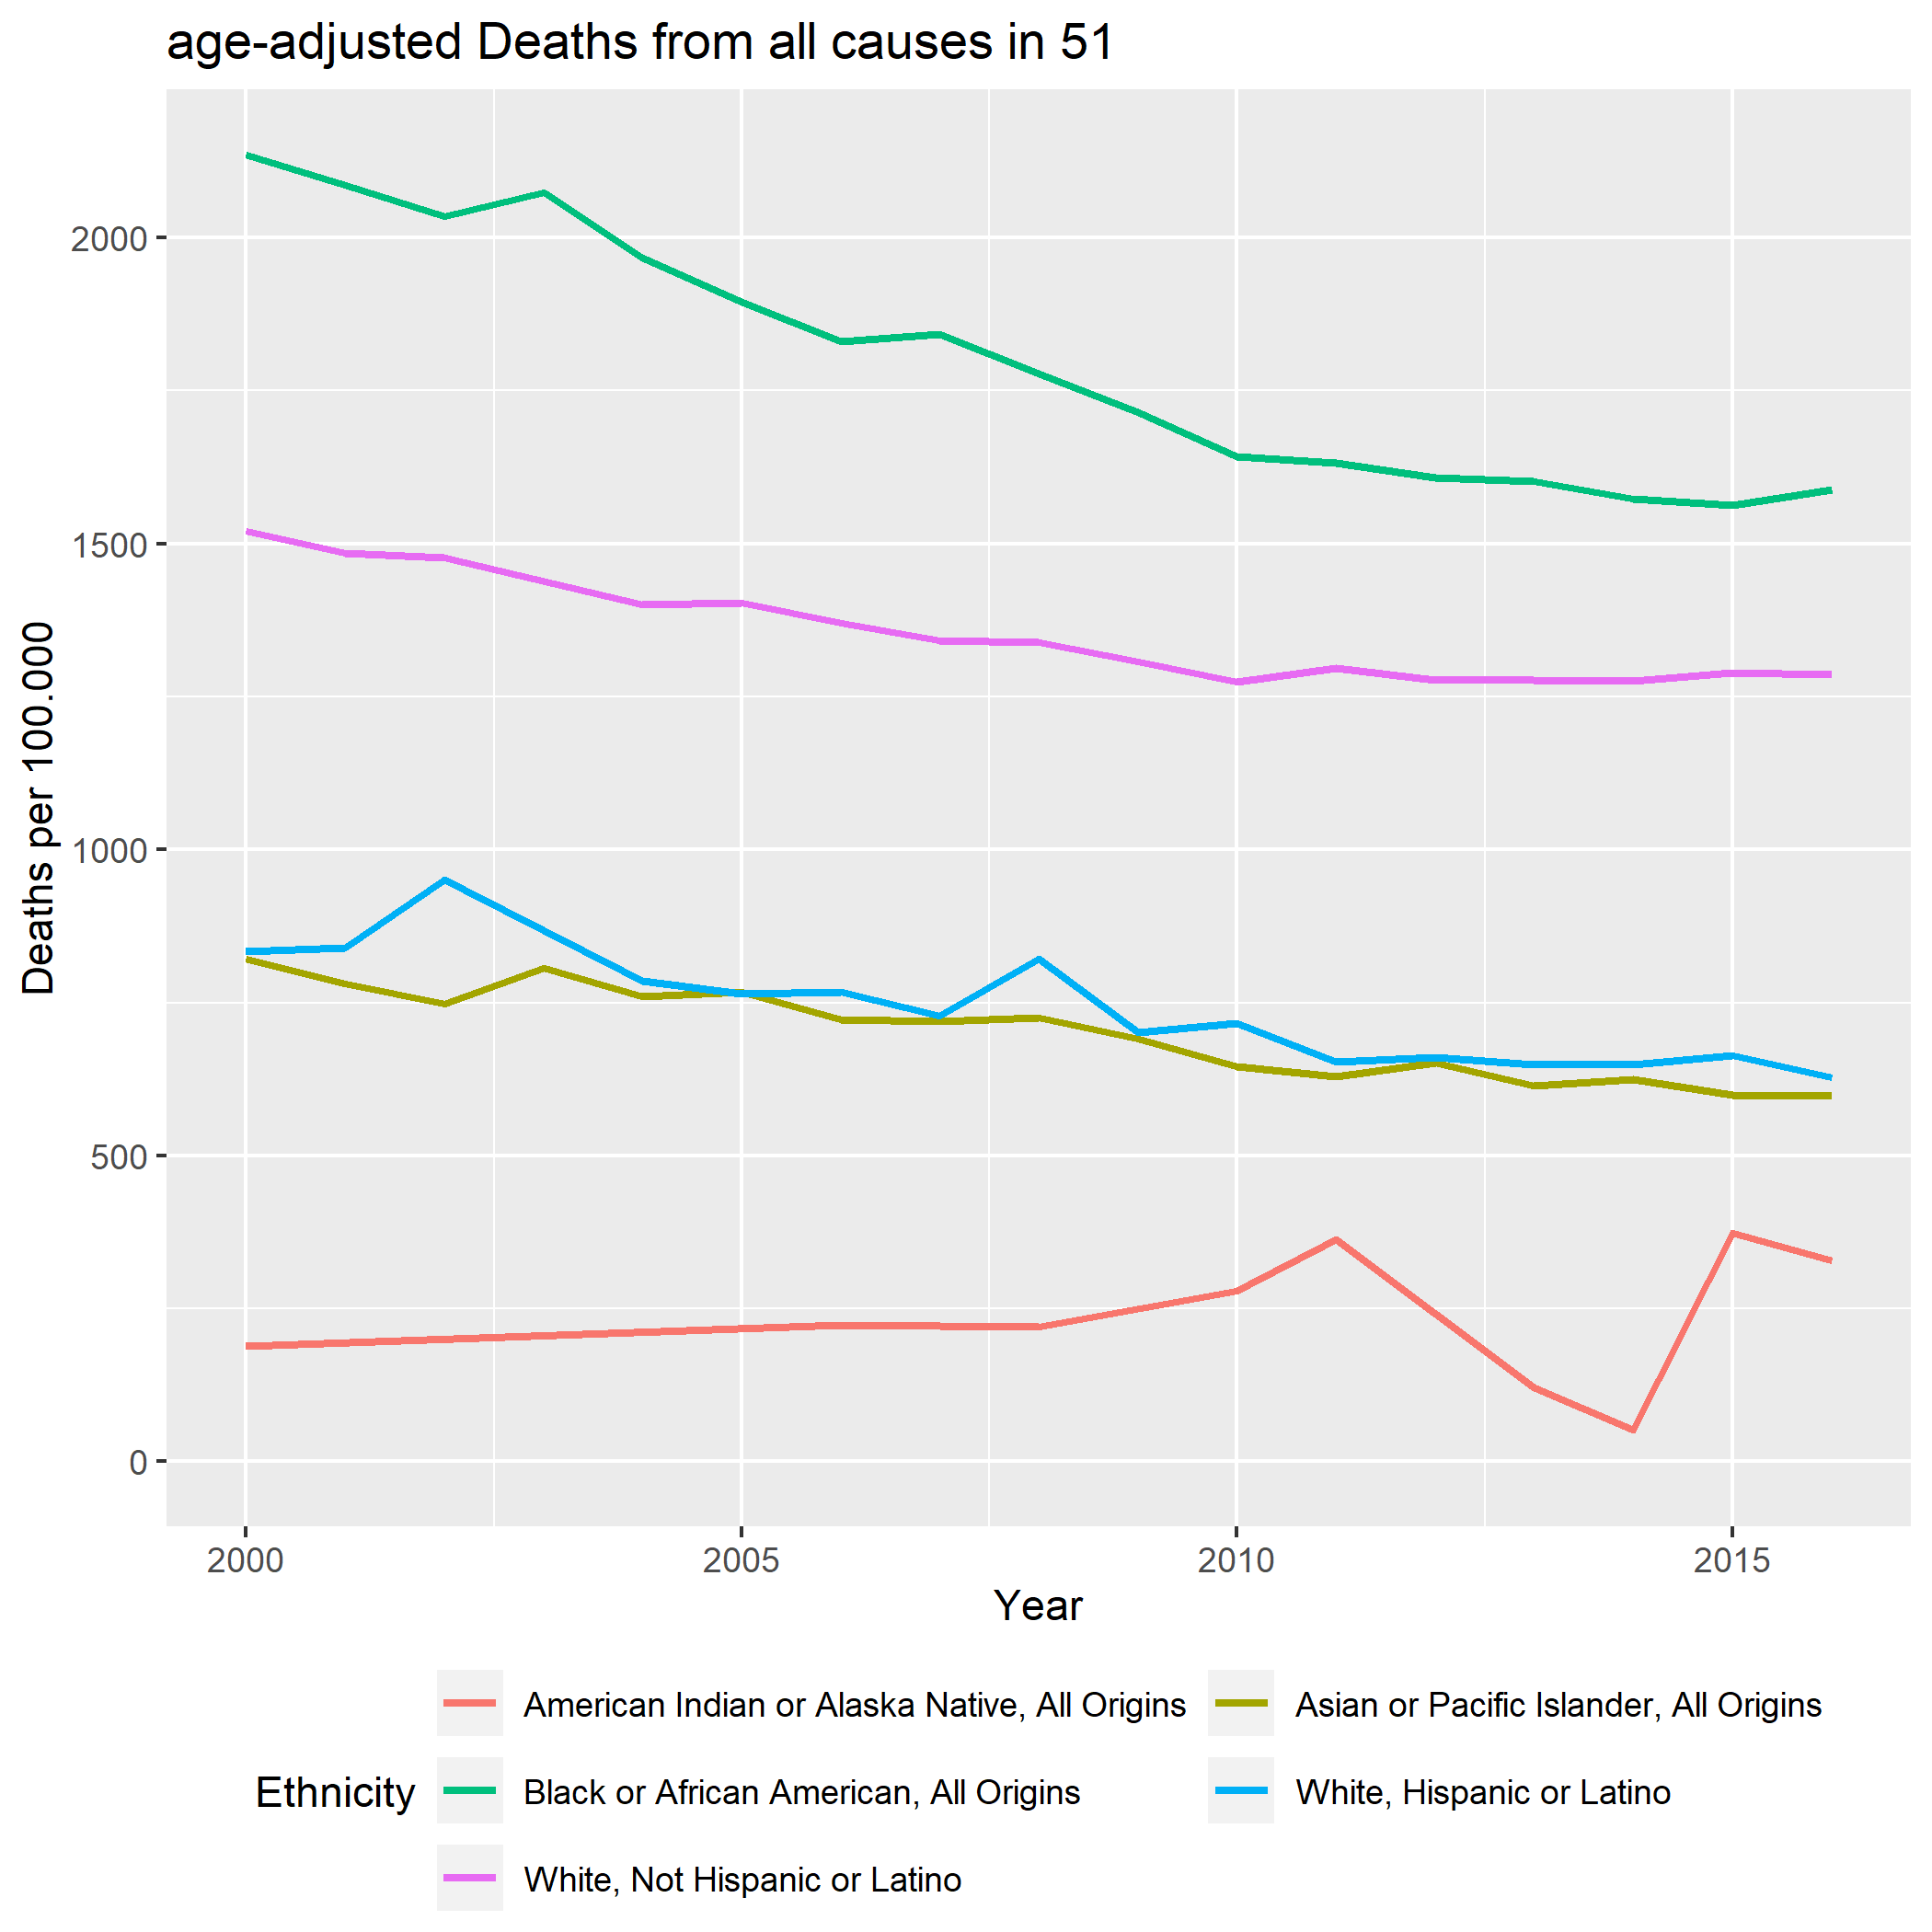 age-adjusted Deaths from all causes in 51
Deaths per 100.000
2000
1500
1000
500
0
2000 2005 2010 2015
Year
Ethnicity
American Indian or Alaska Native, All Origins
Asian or Pacific Islander, All Origins
Black or African American, All Origins
White, Hispanic or Latino
White, Not Hispanic or Latino